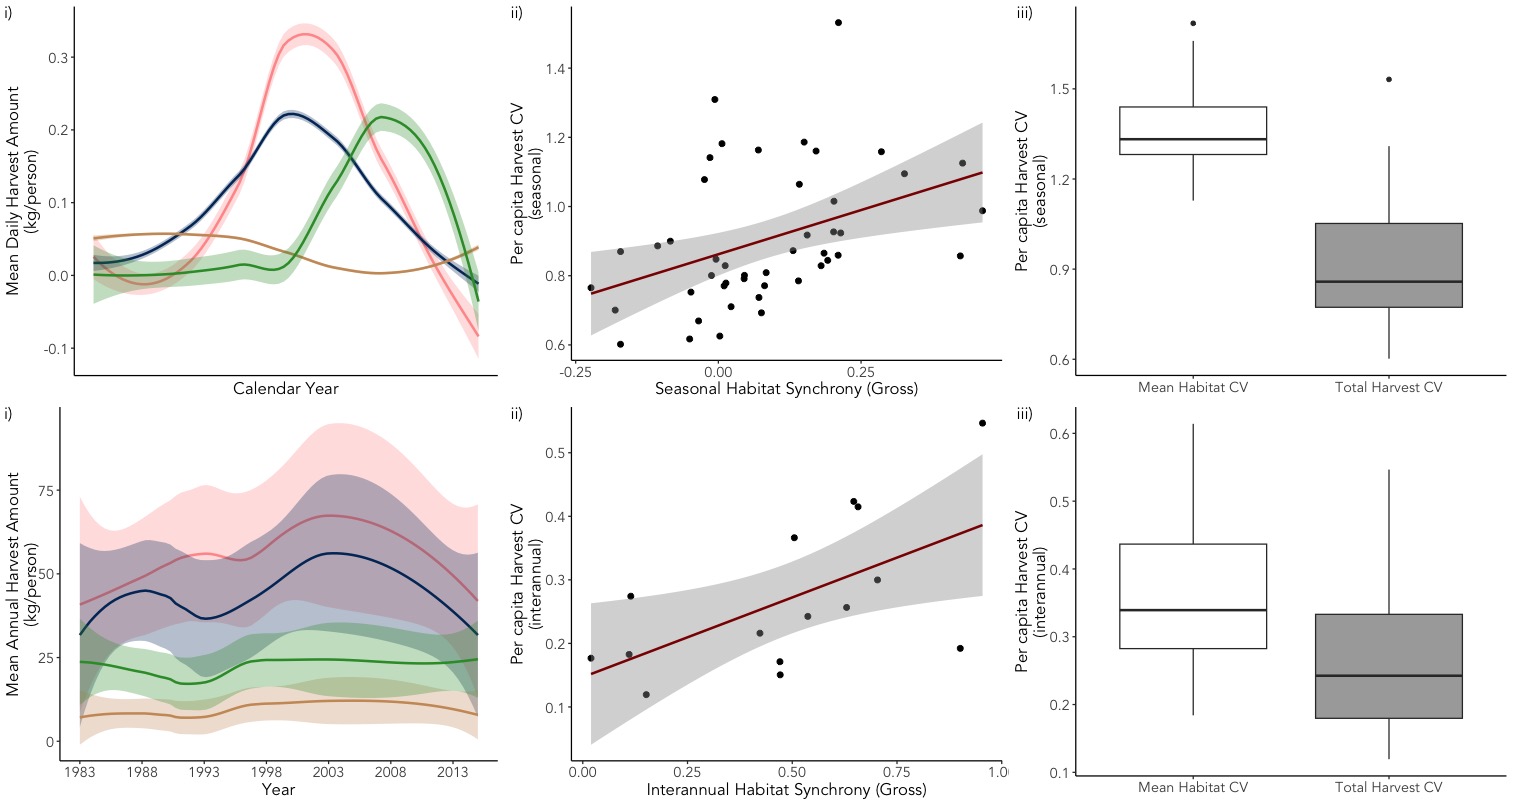 i)
Mean Daily Harvest Amount
(kg/person)
0.3
0.2
0.1
0.0
-0.1
Calendar Year
ii)
Per capita Harvest CV
(seasonal)
1.4
1.2
1.0
0.8
0.6
-0.25
0.00
0.25
Seasonal Habitat Synchrony (Gross)
iii)
Per capita Harvest CV
(seasonal)
1.5
1.2
0.9
0.6
Mean Habitat CV
Total Harvest CV
i)
Mean Annual Harvest Amount
(kg/person)
75
50
25
0
1983
1988
1993
1998
2003
2008
2013
Year
ii)
Per capita Harvest CV
(interannual)
0.5
0.4
0.3
0.2
0.1
0.00
0.25
0.50
0.75
1.0
Interannual Habitat Synchrony (Gross)
iii)
Per capita Harvest CV
(interannual)
0.6
0.5
0.4
0.3
0.2
0.1
Mean Habitat CV
Total Harvest CV